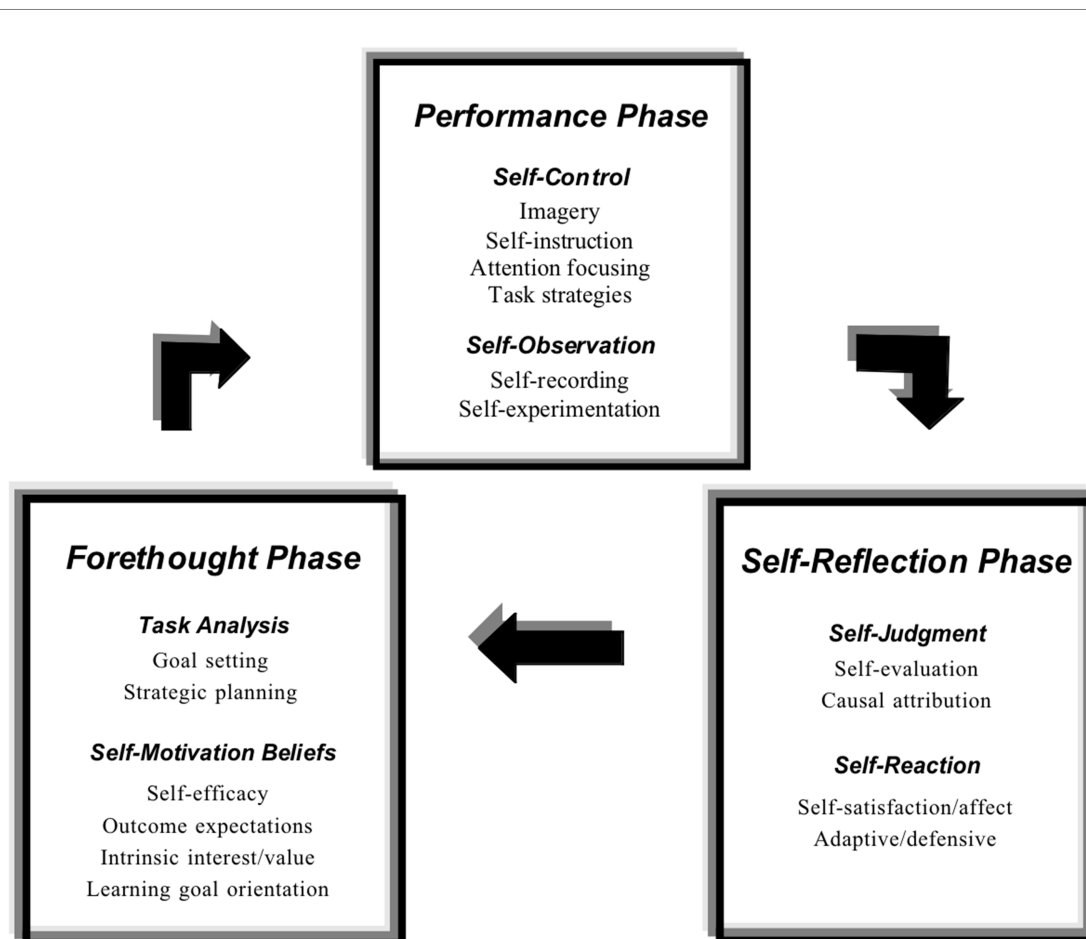 Performance Phase
Self-Control
Imagery
Self-instruction
Attention focusing
Task strategies
Self-Observation
Self-recording
Self-experimentation
Forethought Phase
Task Analysis
Goal setting
Strategic planning
Self-Motivation Beliefs
Self-efficacy
Outcome expectations
Intrinsic interest/value
Learning goal orientation
Self-Reflection Phase
Self-Judgment
Self-evaluation
Causal attribution
Self-Reaction
Self-satisfaction/affect
Adaptive/defensive